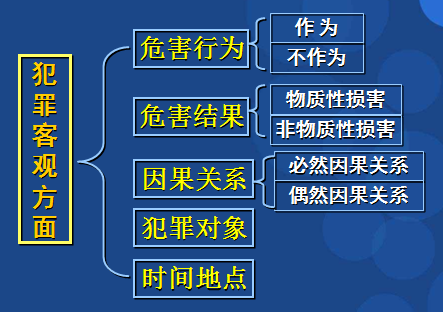 犯罪客观方面
危害行为
作为
不作为
危害结果
物质性损害
非物质性损害
因果关系
必然因果关系
偶然因果关系
犯罪对象
时间地点